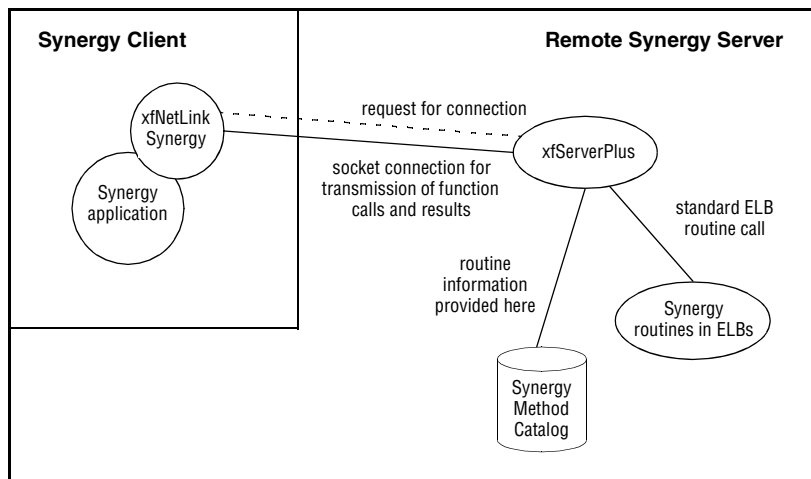 Synergy Client
Remote Synergy Server
xfNetLink
Synergy
Synergy
application
request for connection
socket connection for
transmission of function
calls and results
xfServerPlus
standard ELB
routine call
routine
information
provided here
Synergy
routines in ELBs
Synergy
Method
Catalog